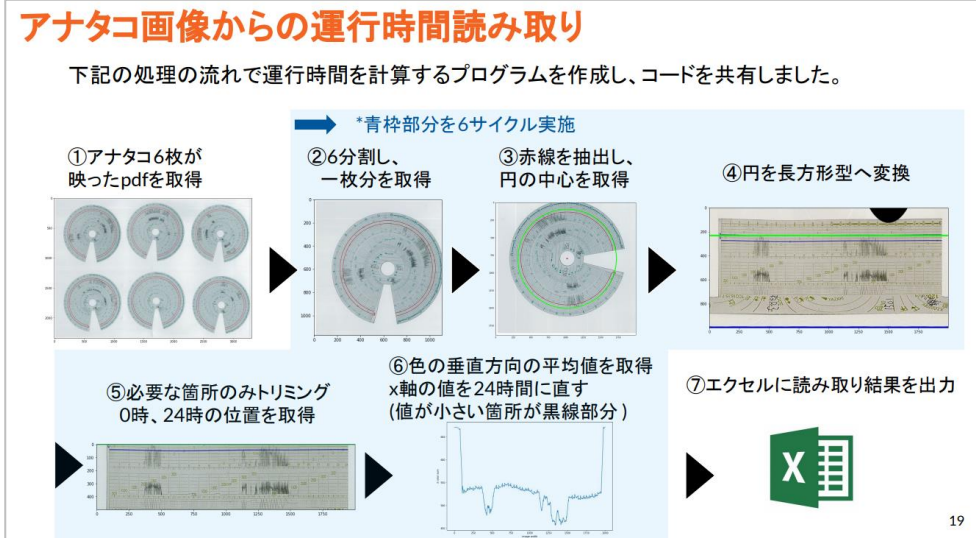 アナタコ画像からの運行時間読み取り
下記の処理の流れで運行時間を計算するプログラムを作成し、コードを共有しました。
*青枠部分を6サイクル実施
①アナタコ6枚が
映ったpdfを取得
②6分割し、
一枚分を取得
③赤線を抽出し、
円の中心を取得
④円を長方形型へ変換
⑤必要な箇所のみトリミング
0時、24時の位置を取得
⑥色の垂直方向の平均値を取得
x軸の値を24時間に直す
(値が小さい箇所が黒線部分)
⑦エクセルに読み取り結果を出力
X
19